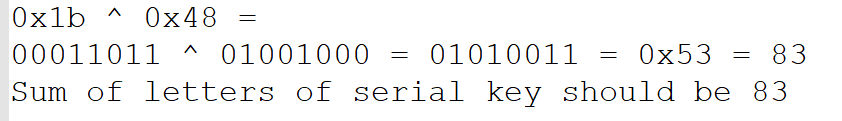 0x1b ^ 0x48 =
00011011 ^ 01001000 = 01010011 = 0x53 = 83
Sum of letters of serial key should be 83